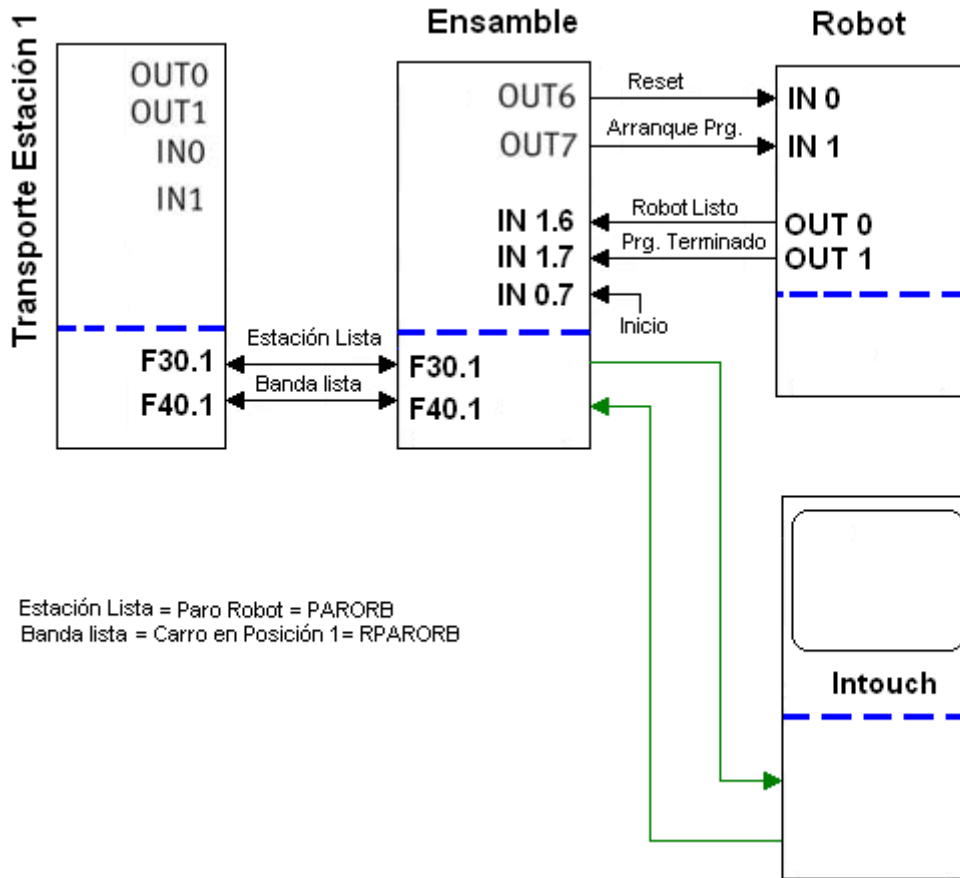 Transporte Estación 1
OUT0
OUT1
IN0
IN1
F30.1
F40.1
Estación Lista
Banda lista
Ensamble
OUT6
OUT7
IN 1.6
IN 1.7
IN 0.7
F30.1
F40.1
Reset
Arranque Prg.
Robot Listo
Prg. Terminado
Inicio
Robot
IN 0
IN 1
OUT 0
OUT 1
Estación Lista = Paro Robot = PARORB
Banda lista = Carro en Posición 1= RPARORB
Intouch